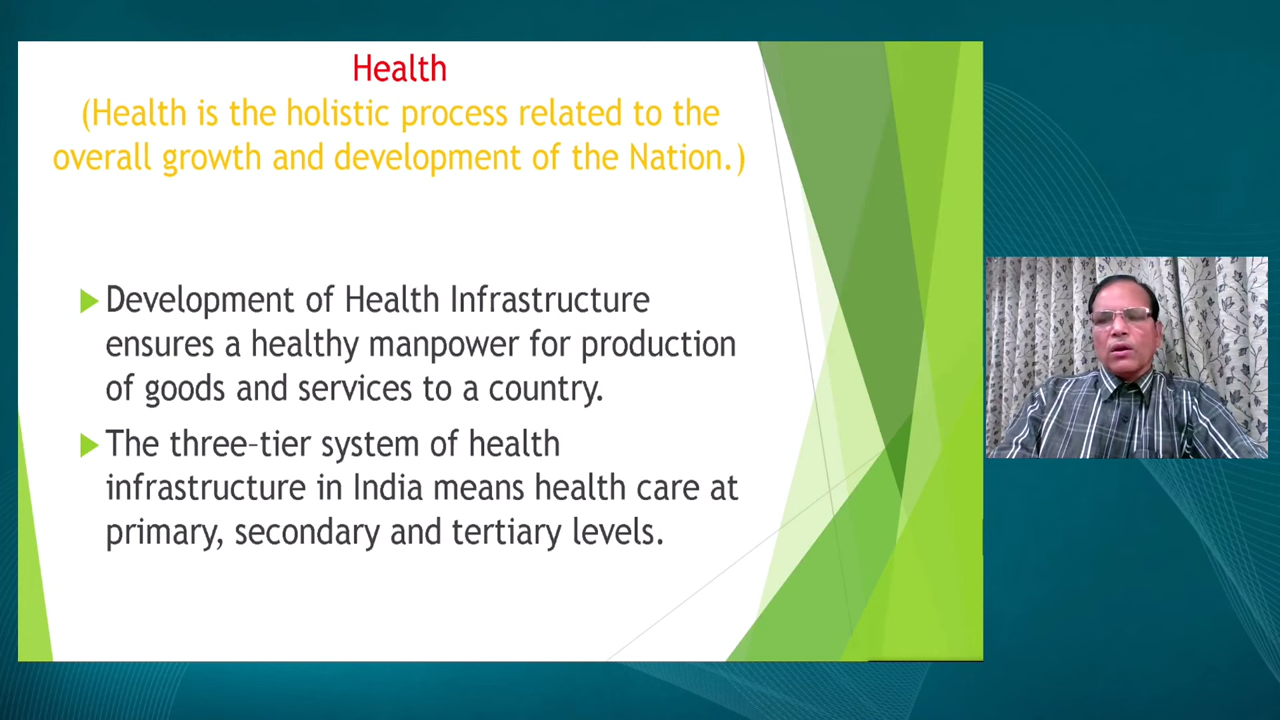 Health
(Health is the holistic process related to the
overall growth and development of the Nation.)
Development of Health Infrastructure
ensures a healthy manpower for production
of goods and services to a country.
The three–tier system of health
infrastructure in India means health care at
primary, secondary and tertiary levels.